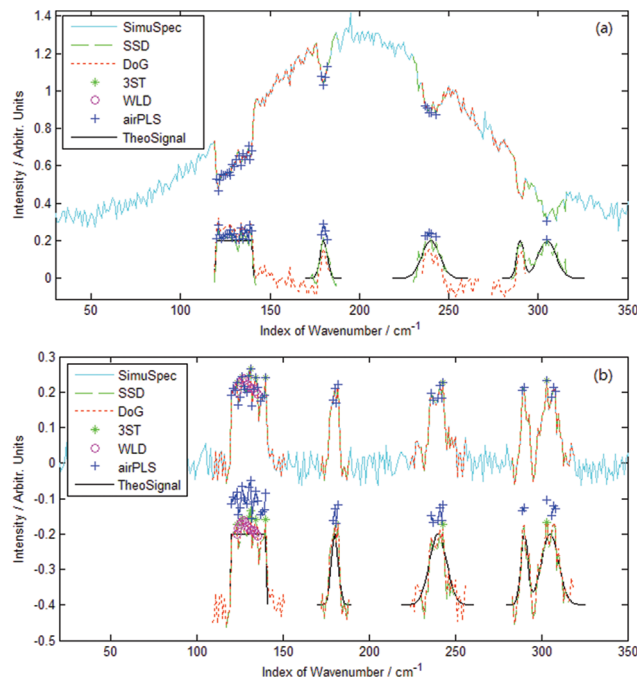 (a)
SimuSpec
SSD
DoG
3ST
WLD
airPLS
TheoSignal
Intensity / Arbitr. Units
1.4
1.2
1
0.8
0.6
0.4
0.2
0
50 100 150 200 250 300 350
Index of Wavenumber / cm-1
(b)
SimuSpec
SSD
DoG
3ST
WLD
airPLS
TheoSignal
Intensity / Arbitr. Units
0.3
0.2
0.1
0
-0.1
-0.2
-0.3
-0.4
-0.5
50 100 150 200 250 300 350
Index of Wavenumber / cm-1